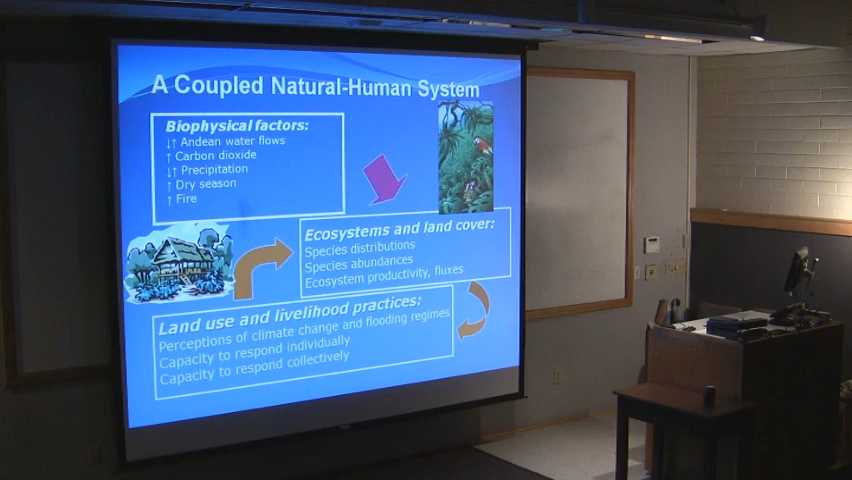 A Coupled Natural-Human System
Biophysical factors:
↓↑ Andean water flows
↑ Carbon dioxide
↓↑ Precipitation
↑ Dry season
↑ Fire
Ecosystems and land cover:
Species distributions
Species abundances
Ecosystem productivity, fluxes
Land use and livelihood practices:
Perceptions of climate change and flooding regimes
Capacity to respond individually
Capacity to respond collectively